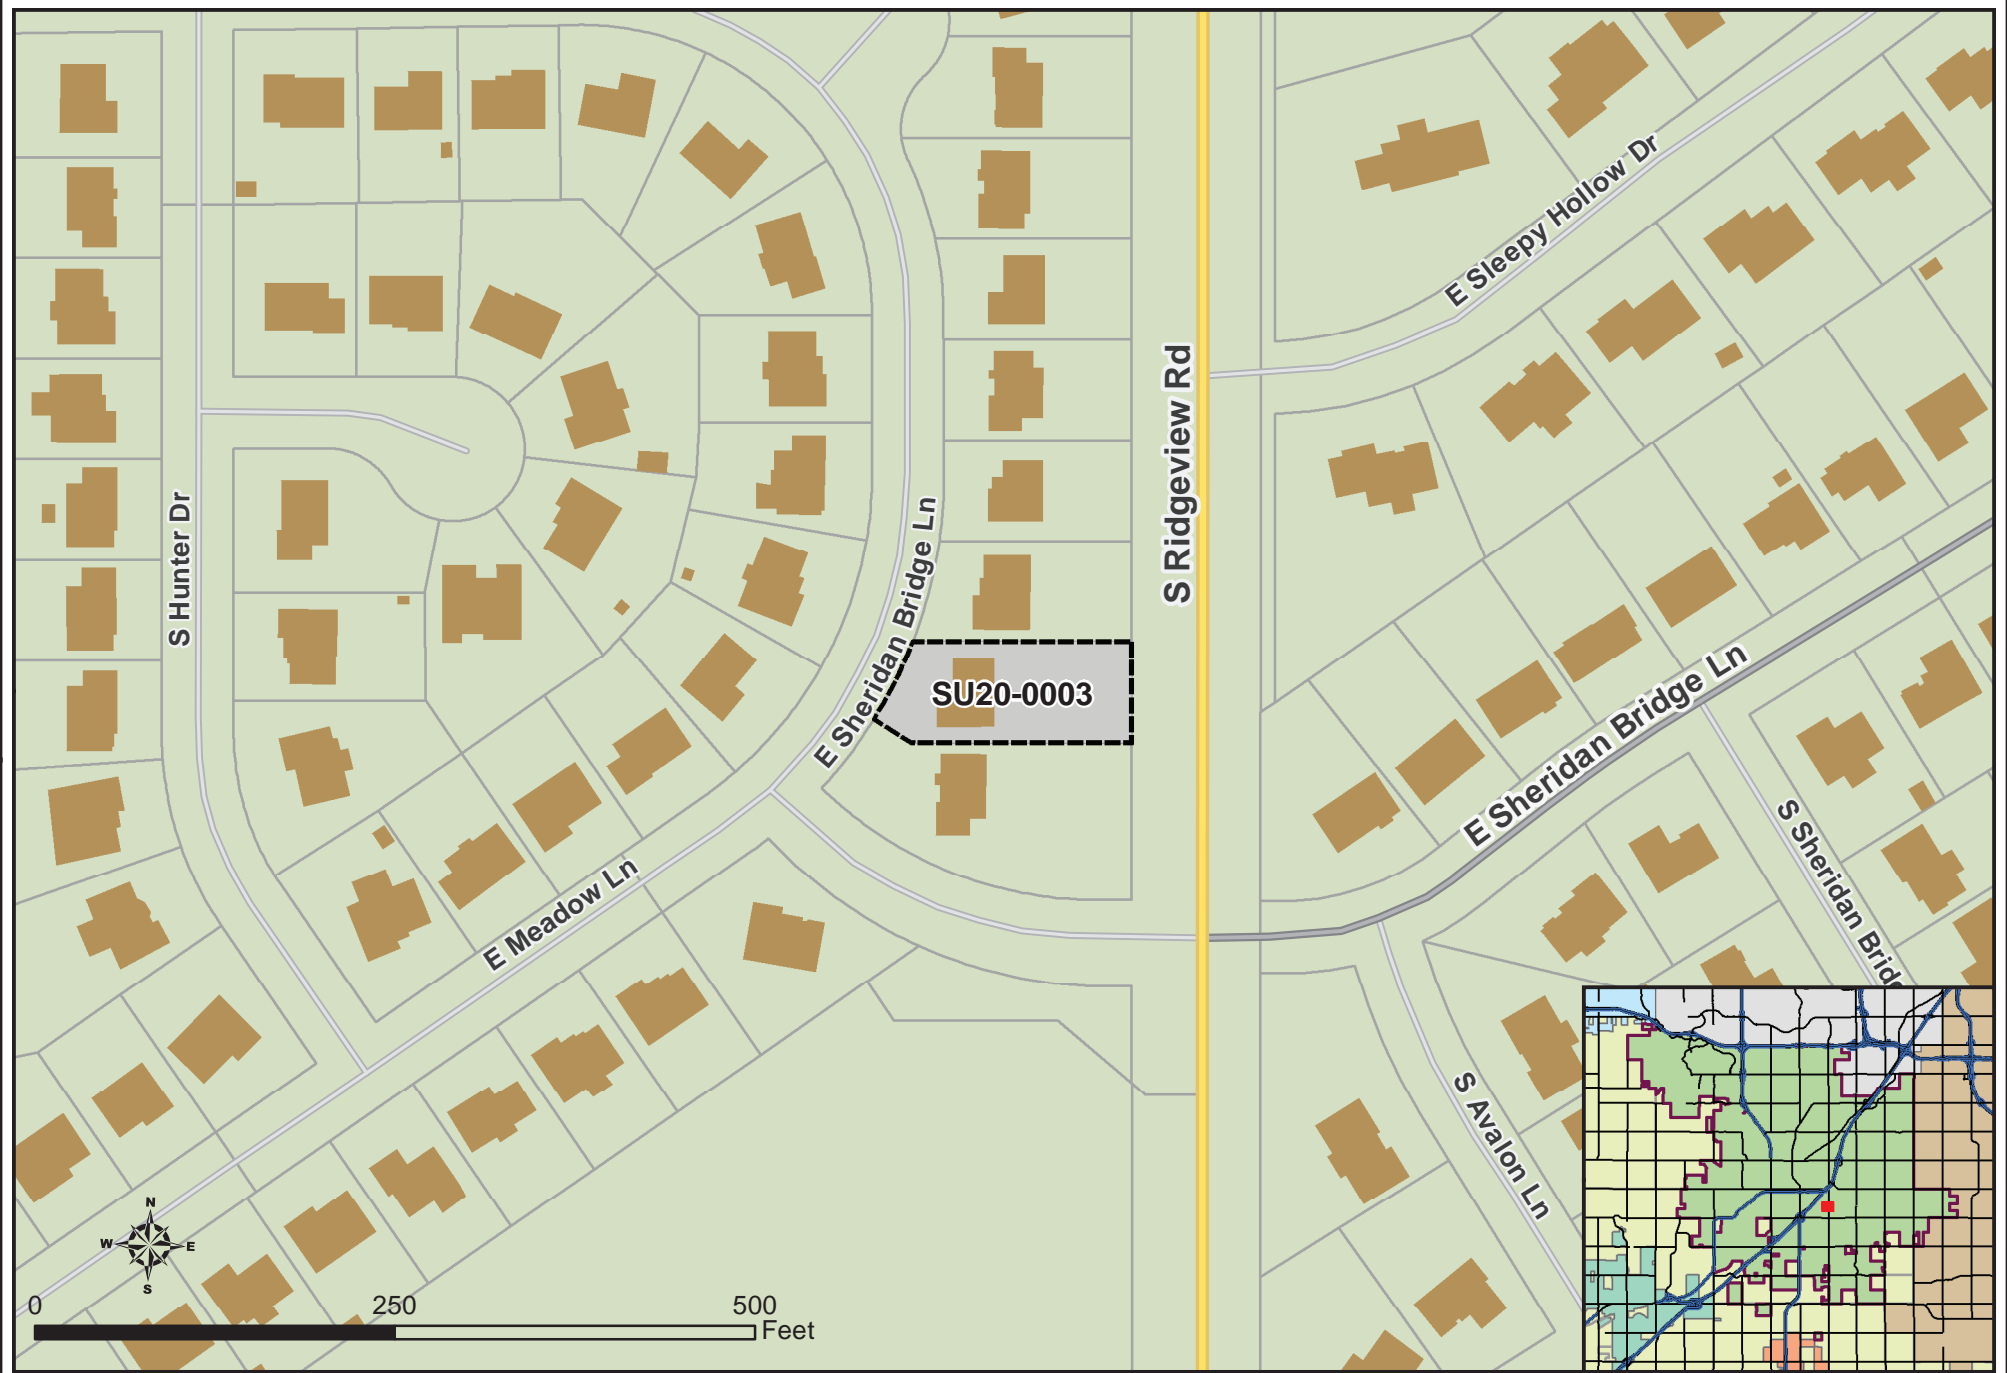 E Sleepy Hollow Dr
S Ridgeview Rd
S Hunter Dr
E Sheridan Bridge Ln
SU20-0003
E Sheridan Bridge Ln
S Sheridan Bridg
E Meadow Ln
S Avalon Ln
N
W E
S
0 250 500
Feet